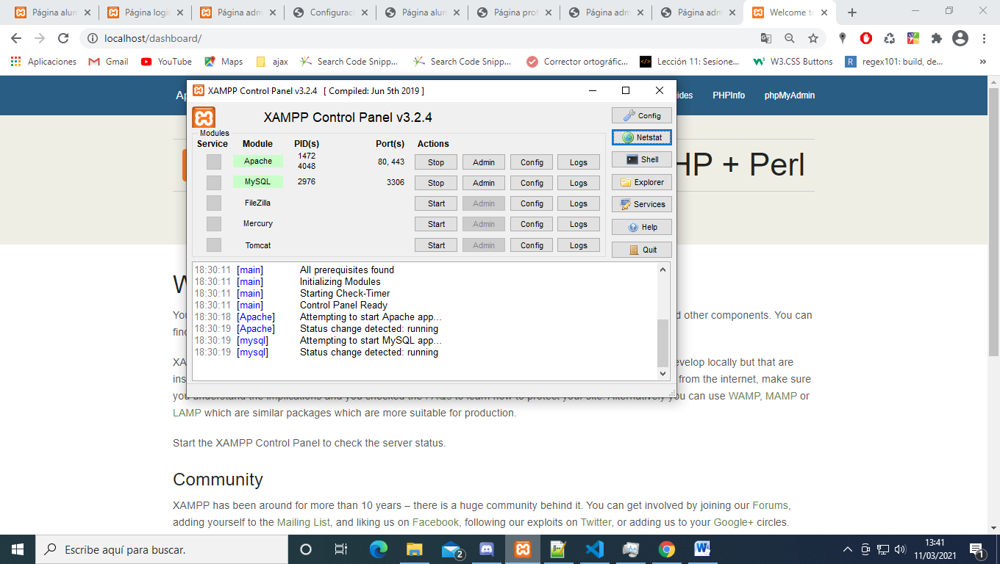 Página alun
Página logi
Página adm
Configurac
Página alun
Página prof
Página adm
Página adm
Welcome to
localhost/dashboard/
Aplicaciones
Gmail
YouTube
Maps
ajax
Search Code Snipp...
Search Code Snipp...
Corrector ortográfic...
Lección 11: Sesione...
W3.CSS Buttons
regex101: build, de...
»
PHPInfo
phpMyAdmin
XAMPP Control Panel v3.2.4 [ Compiled: Jun 5th 2019 ]
XAMPP Control Panel v3.2.4
Config
Modules
Service Module PID(s) Port(s) Actions
Netstat
Apache 1472 4048 80, 443 Stop Admin Config Logs
Shell
MySQL 2976 3306 Stop Admin Config Logs
Explorer
FileZilla Start Admin Config Logs
Services
Mercury Start Admin Config Logs
Help
Tomcat Start Admin Config Logs
Quit
HP + Perl
18:30:11 [main] All prerequisites found
18:30:11 [main] Initializing Modules
18:30:11 [main] Starting Check-Timer
18:30:11 [main] Control Panel Ready
18:30:18 [Apache] Attempting to start Apache app...
18:30:19 [Apache] Status change detected: running
18:30:19 [mysql] Attempting to start MySQL app...
18:30:19 [mysql] Status change detected: running
other components. You can
develop locally but that are
from the internet, make sure
you can use WAMP, MAMP or
LAMP which are similar packages which are more suitable for production.
Start the XAMPP Control Panel to check the server status.
Community
XAMPP has been around for more than 10 years – there is a huge community behind it. You can get involved by joining our Forums,
adding yourself to the Mailing List, and liking us on Facebook, following our exploits on Twitter, or adding us to your Google+ circles.
Escribe aquí para buscar.
2
13:41
11/03/2021
1